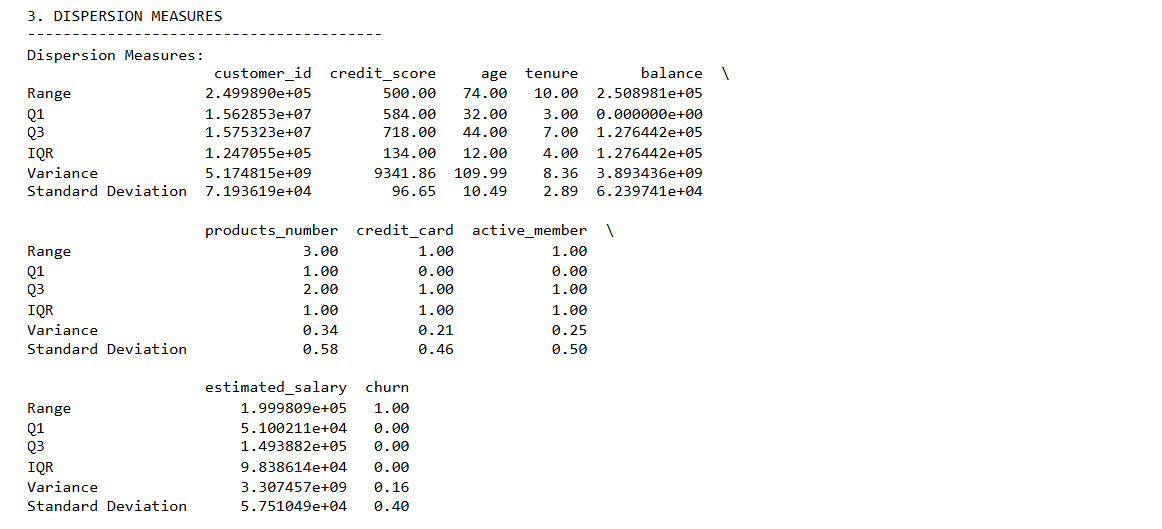 3. DISPERSION MEASURES
----------------------------------------
Dispersion Measures:
                     customer_id  credit_score     age  tenure       balance  \
Range               2.499890e+05        500.00   74.00   10.00  2.508981e+05
Q1                  1.562853e+07        584.00   32.00    3.00  0.000000e+00
Q3                  1.575323e+07        718.00   44.00    7.00  1.276442e+05
IQR                 1.247055e+05        134.00   12.00    4.00  1.276442e+05
Variance            5.174815e+09       9341.86  109.99    8.36  3.893436e+09
Standard Deviation  7.193619e+04         96.65   10.49    2.89  6.239741e+04

                    products_number  credit_card  active_member  \
Range                          3.00         1.00           1.00
Q1                             1.00         0.00           0.00
Q3                             2.00         1.00           1.00
IQR                            1.00         1.00           1.00
Variance                       0.34         0.21           0.25
Standard Deviation             0.58         0.46           0.50

                    estimated_salary  churn
Range                   1.999809e+05   1.00
Q1                      5.100211e+04   0.00
Q3                      1.493882e+05   0.00
IQR                     9.838614e+04   0.00
Variance                3.307457e+09   0.16
Standard Deviation      5.751049e+04   0.40